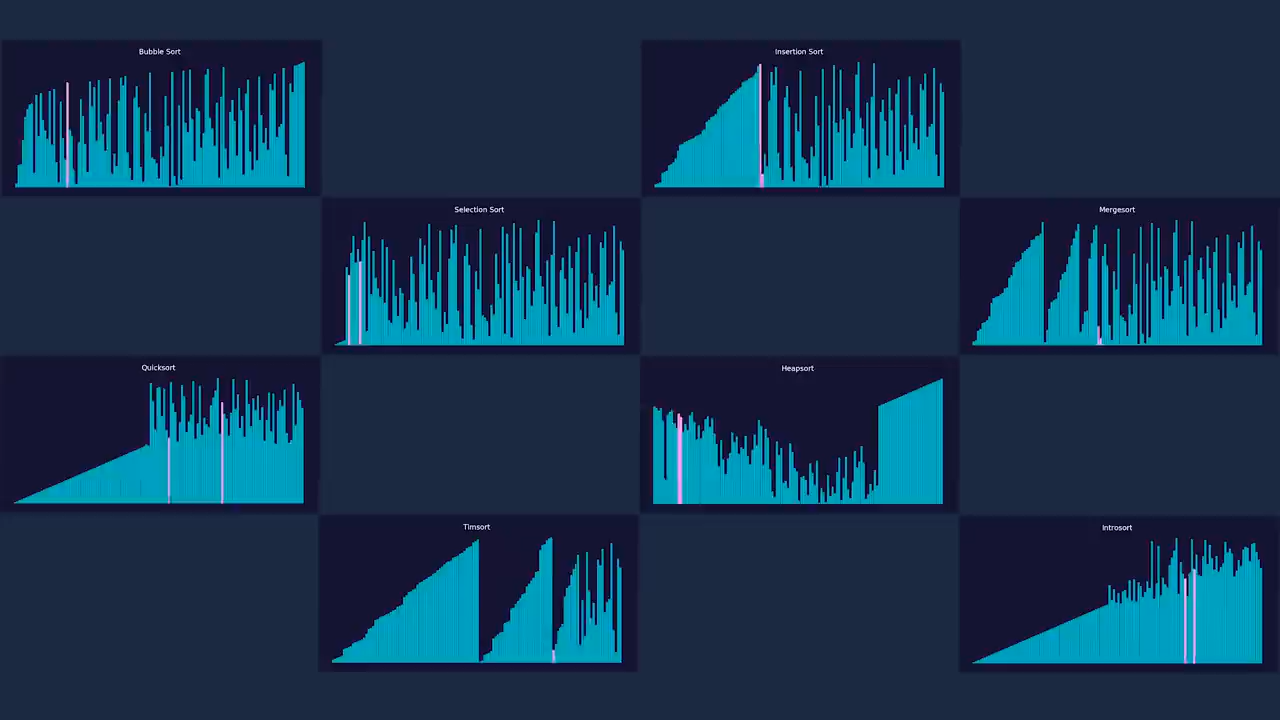 Bubble Sort
Insertion Sort
Selection Sort
Mergesort
Quicksort
Heapsort
Timsort
Introsort